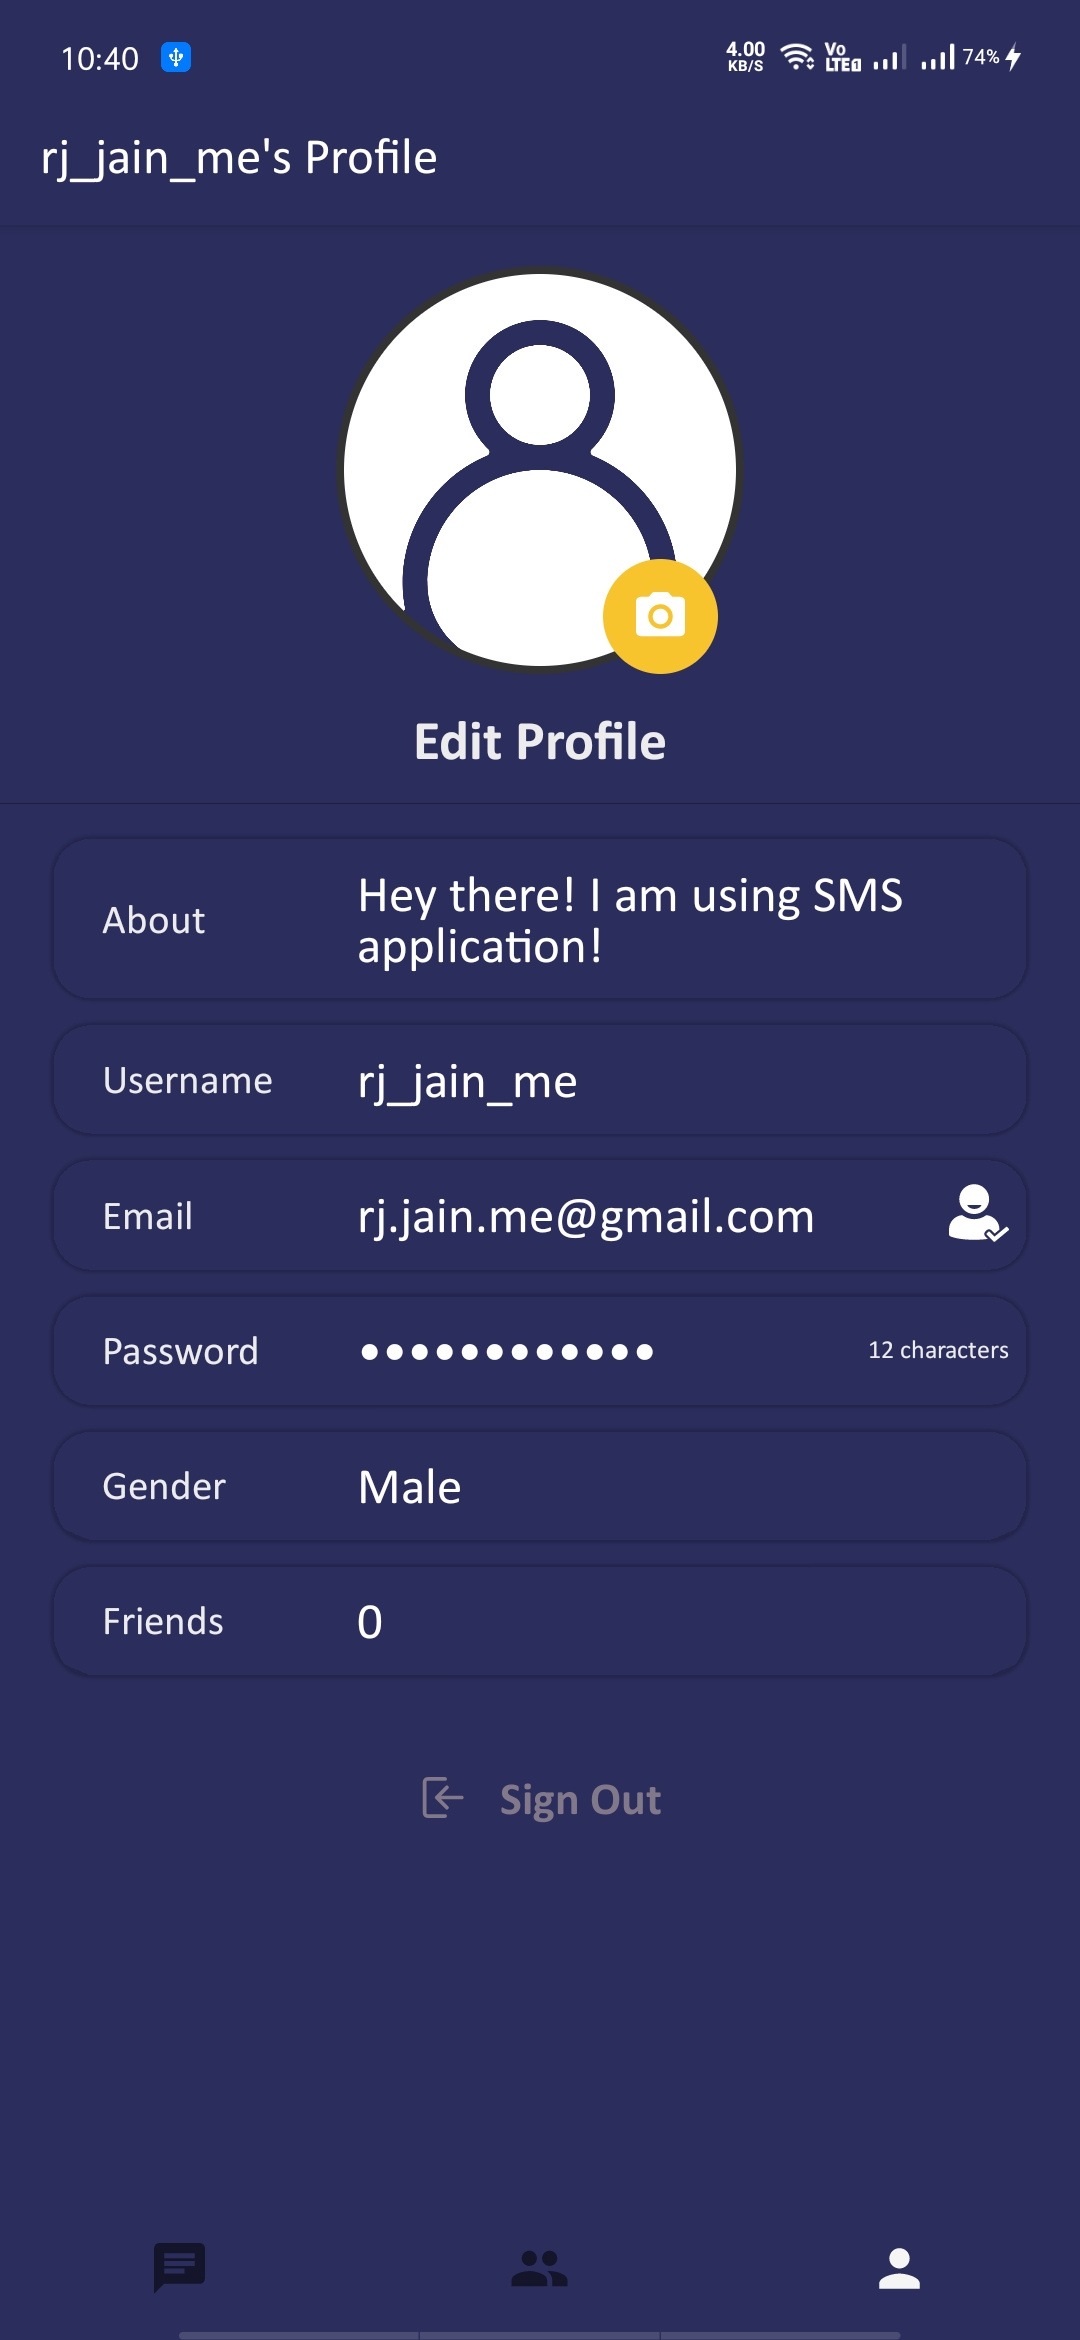 10:40
4.00
KB/S
Vo
LTE1
74%
rj_jain_me's Profile
Edit Profile
About
Hey there! I am using SMS
application!
Username
rj_jain_me
Email
rj.jain.me@gmail.com
Password
●●●●●●●●●●●●
12 characters
Gender
Male
Friends
0
Sign Out